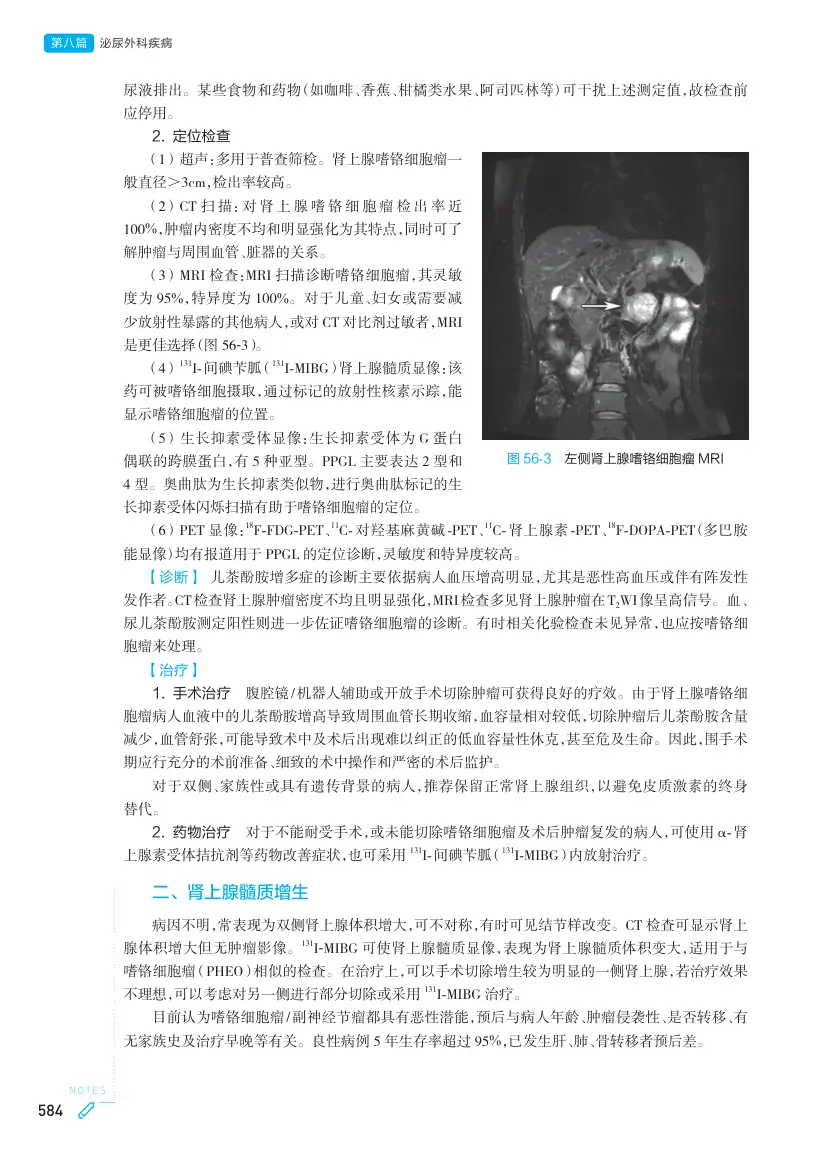 第八篇 泌尿外科疾病
尿液排出。某些食物和药物(如咖啡、香蕉、柑橘类水果、阿司匹林等)可干扰上述测定值,故检查前
应停用。
2. 定位检查
(1)超声:多用于普查筛检。肾上腺嗜铬细胞瘤一
般直径>3cm,检出率较高。
(2)CT扫描:对肾上腺嗜铬细胞瘤检出率近
100%,肿瘤内密度不均和明显强化为其特点,同时可了
解肿瘤与周围血管、脏器的关系。
(3)MRI检查:MRI扫描诊断嗜铬细胞瘤,其灵敏
度为95%,特异度为100%。对于儿童、妇女或需要减
少放射性暴露的其他病人,或对CT对比剂过敏者,MRI
是更佳选择(图56-3)。
(4)¹³¹I-间碘苄胍(¹³¹I-MIBG)肾上腺髓质显像:该
药可被嗜铬细胞摄取,通过标记的放射性核素示踪,能
显示嗜铬细胞瘤的位置。
(5)生长抑素受体显像:生长抑素受体为G蛋白
偶联的跨膜蛋白,有5种亚型。PPGL主要表达2型和
4型。奥曲肽为生长抑素类似物,进行奥曲肽标记的生
长抑素受体闪烁扫描有助于嗜铬细胞瘤的定位。
图56-3 左侧肾上腺嗜铬细胞瘤MRI
(6)PET显像:¹⁸F-FDG-PET、¹¹C-对羟基麻黄碱-PET、¹¹C-肾上腺素-PET、¹⁸F-DOPA-PET(多巴胺
能显像)均有报道用于PPGL的定位诊断,灵敏度和特异度较高。
【诊断】 儿茶酚胺增多症的诊断主要依据病人血压增高明显,尤其是恶性高血压或伴有阵发性
发作者。CT检查肾上腺肿瘤密度不均且明显强化,MRI检查多见肾上腺肿瘤在T₂WI像呈高信号。血、
尿儿茶酚胺测定阳性则进一步佐证嗜铬细胞瘤的诊断。有时相关化验检查未见异常,也应按嗜铬细
胞瘤来处理。
【治疗】
1. 手术治疗 腹腔镜/机器人辅助或开放手术切除肿瘤可获得良好的疗效。由于肾上腺嗜铬细
胞瘤病人血液中的儿茶酚胺增高导致周围血管长期收缩,血容量相对较低,切除肿瘤后儿茶酚胺含量
减少,血管舒张,可能导致术中及术后出现难以纠正的低血容量性休克,甚至危及生命。因此,围手术
期应行充分的术前准备、细致的术中操作和严密的术后监护。
对于双侧、家族性或具有遗传背景的病人,推荐保留正常肾上腺组织,以避免皮质激素的终身
替代。
2. 药物治疗 对于不能耐受手术,或未能切除嗜铬细胞瘤及术后肿瘤复发的病人,可使用α-肾
上腺素受体拮抗剂等药物改善症状,也可采用¹³¹I-间碘苄胍(¹³¹I-MIBG)内放射治疗。
二、肾上腺髓质增生
病因不明,常表现为双侧肾上腺体积增大,可不对称,有时可见结节样改变。CT检查可显示肾上
腺体积增大但无肿瘤影像。¹³¹I-MIBG可使肾上腺髓质显像,表现为肾上腺髓质体积变大,适用于与
嗜铬细胞瘤(PHEO)相似的检查。在治疗上,可以手术切除增生较为明显的一侧肾上腺,若治疗效果
不理想,可以考虑对另一侧进行部分切除或采用¹³¹I-MIBG治疗。
目前认为嗜铬细胞瘤/副神经节瘤都具有恶性潜能,预后与病人年龄、肿瘤侵袭性、是否转移、有
无家族史及治疗早晚等有关。良性病例5年生存率超过95%,已发生肝、肺、骨转移者预后差。
NOTES
584